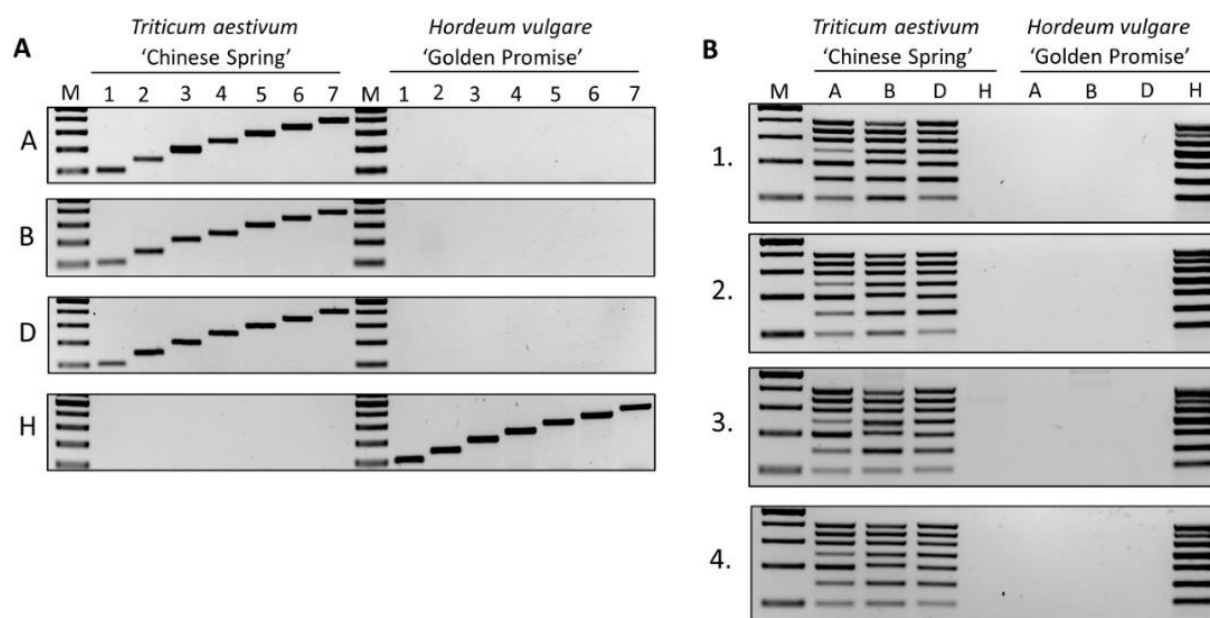 A
Triticum aestivum
'Chinese Spring'
Hordeum vulgare
'Golden Promise'
M 1 2 3 4 5 6 7 M 1 2 3 4 5 6 7
A
B
D
H
B
Triticum aestivum
'Chinese Spring'
Hordeum vulgare
'Golden Promise'
M A B D H A B D H
1.
2.
3.
4.